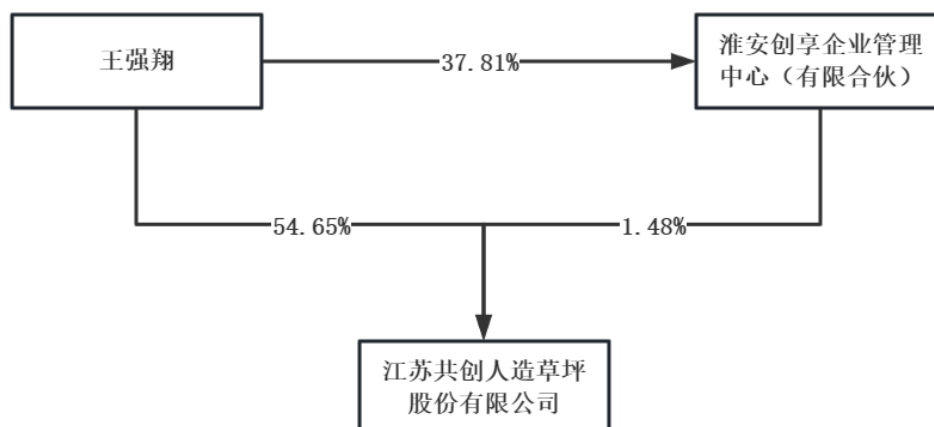 王强翔
37.81%
淮安创享企业管理
中心（有限合伙）
54.65%
1.48%
江苏共创人造草坪
股份有限公司